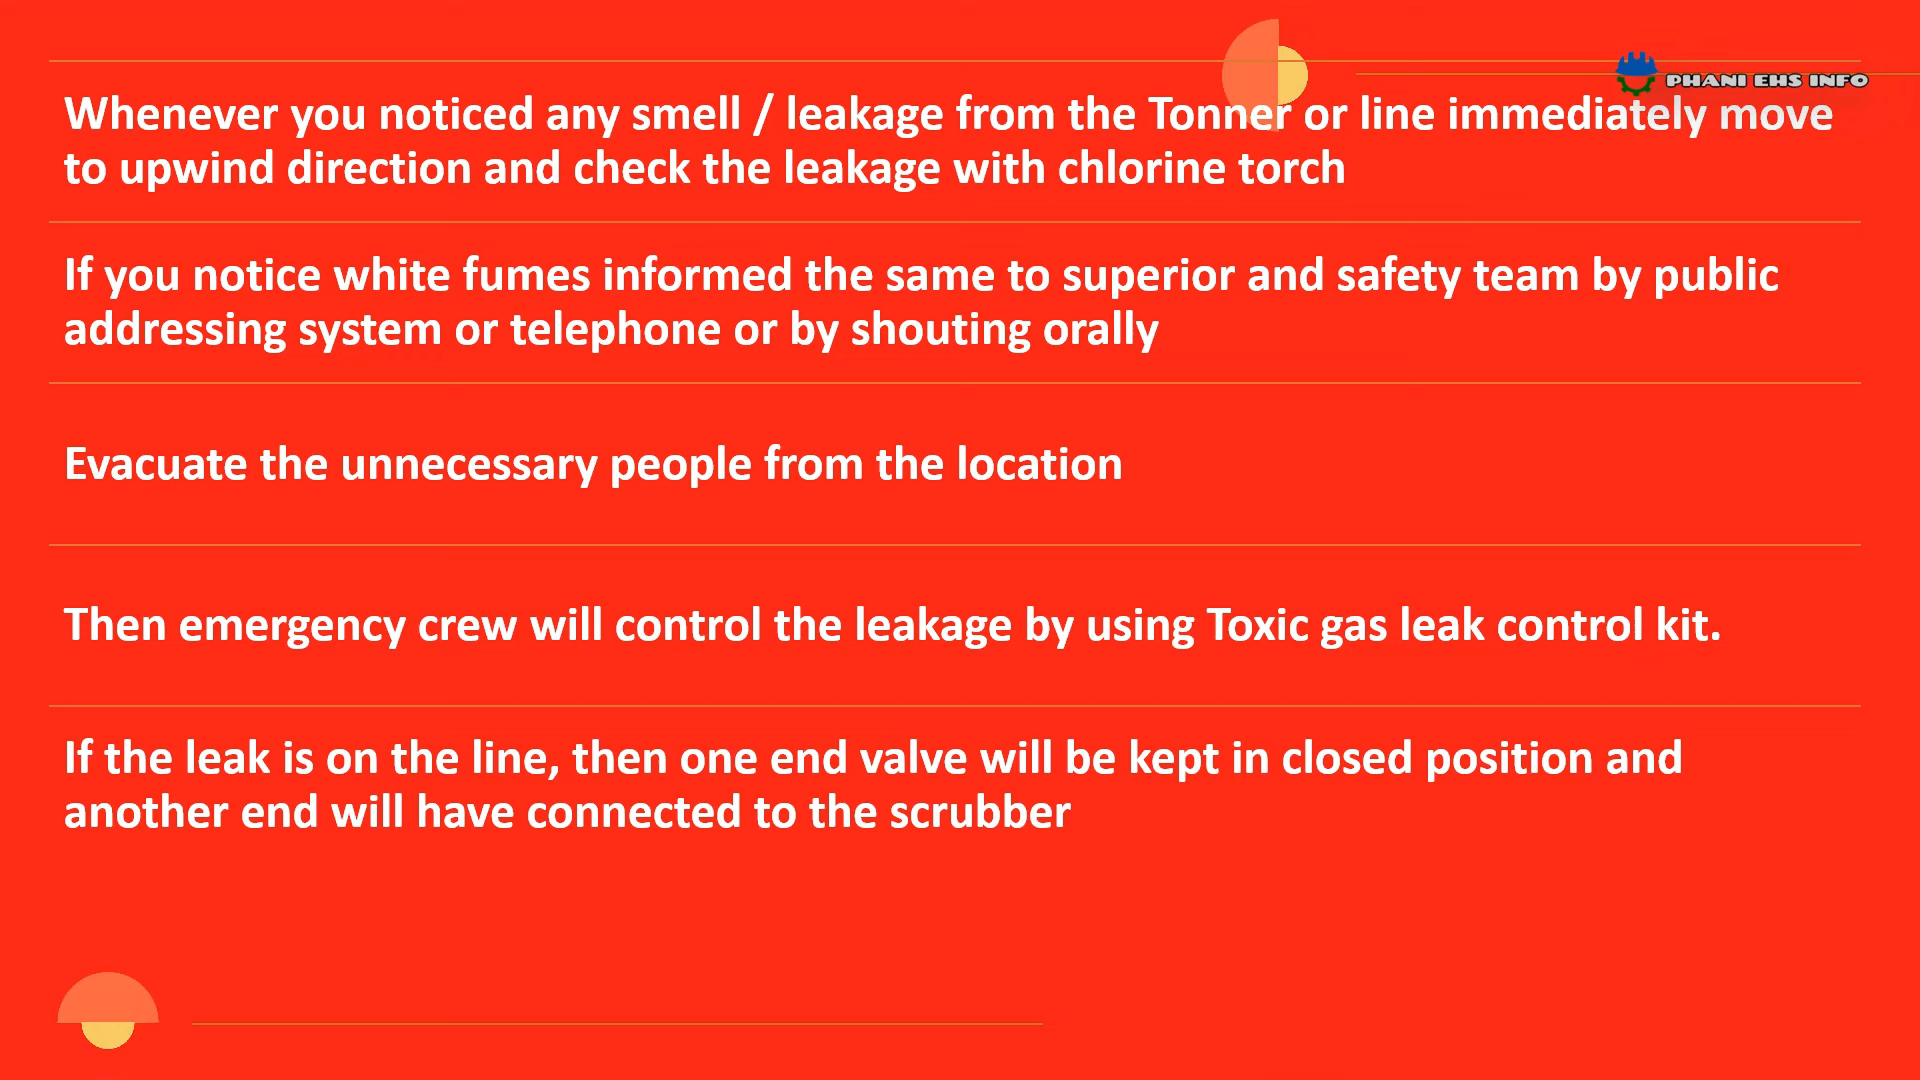 PHANI EHS INFO
Whenever you noticed any smell / leakage from the Tonner or line immediately move
to upwind direction and check the leakage with chlorine torch
If you notice white fumes informed the same to superior and safety team by public
addressing system or telephone or by shouting orally
Evacuate the unnecessary people from the location
Then emergency crew will control the leakage by using Toxic gas leak control kit.
If the leak is on the line, then one end valve will be kept in closed position and
another end will have connected to the scrubber